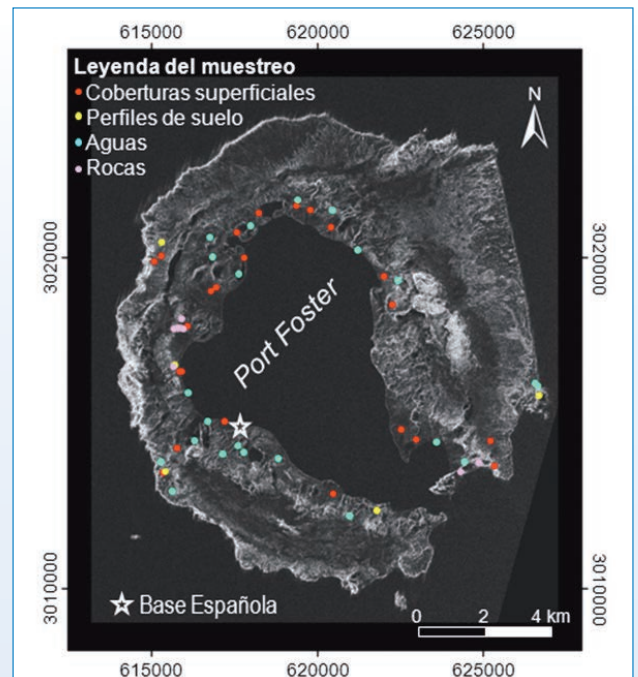 615000 620000 625000
Leyenda del muestreo
Coberturas superficiales
Perfiles de suelo
Aguas
Rocas
N
3020000 3020000
Port Foster
3010000 3010000
Base Española
0 2 4 km
615000 620000 625000